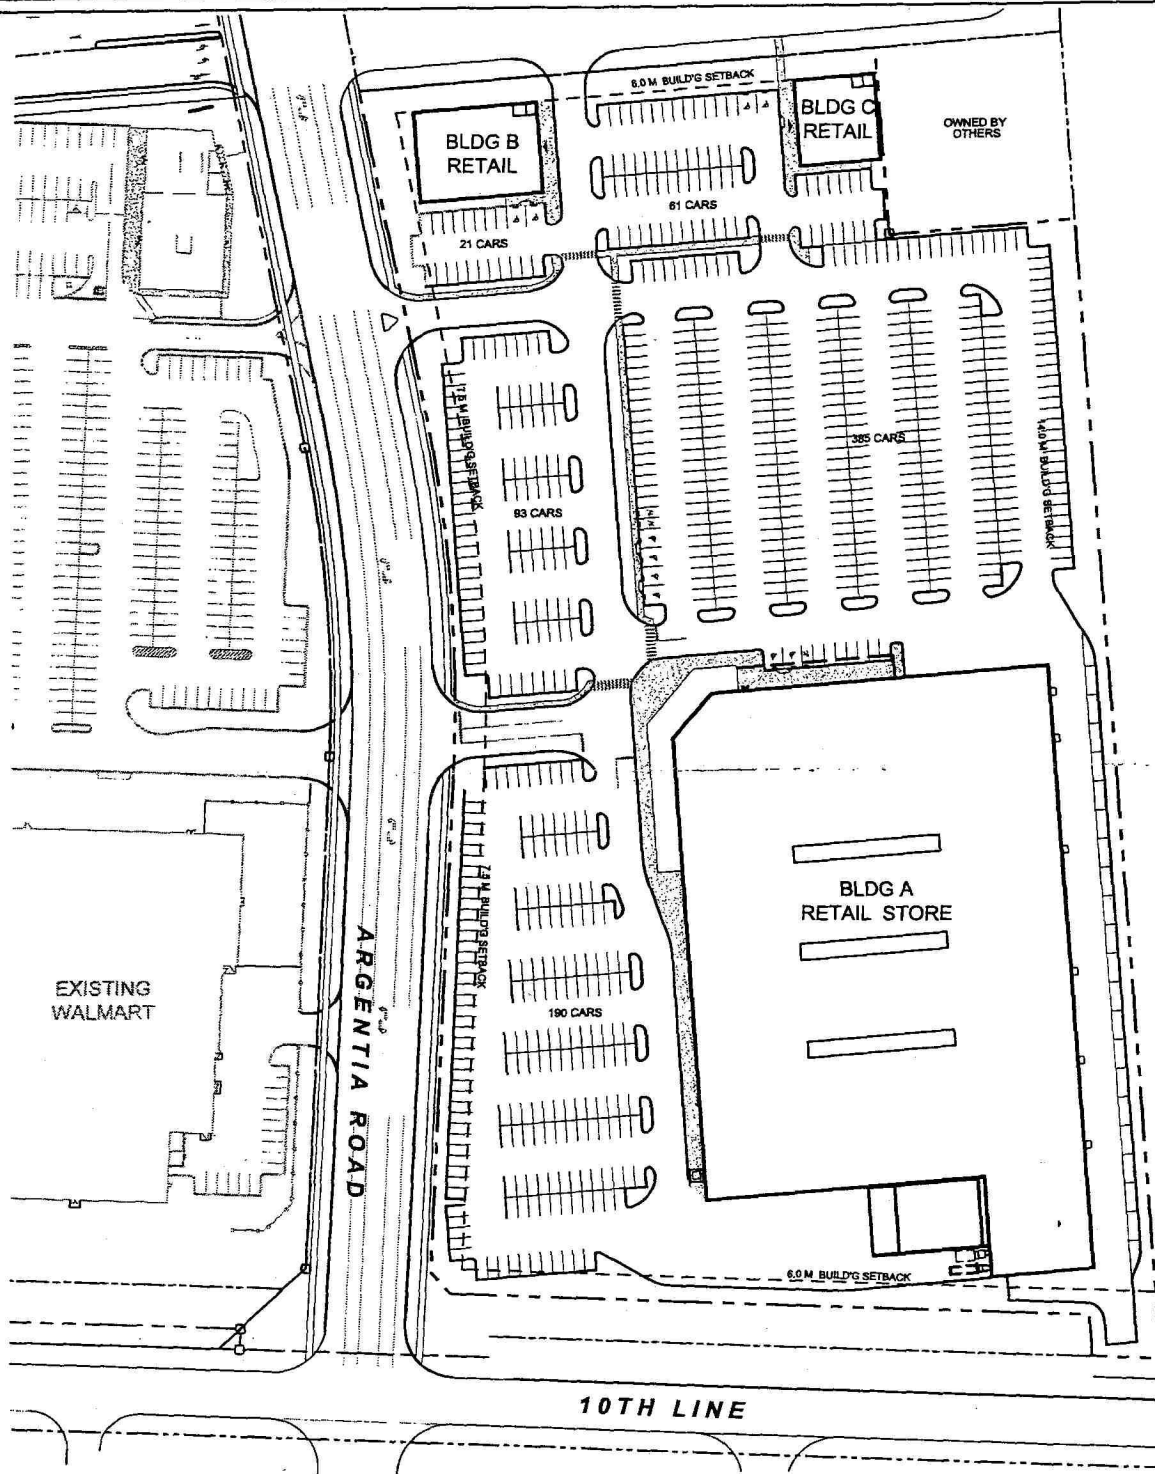 6.0 M BUILD'G SETBACK
BLDG B
RETAIL
BLDG C
RETAIL
OWNED BY
OTHERS
61 CARS
21 CARS
7.5 M BUILD'G SETBACK
93 CARS
385 CARS
14.0 M BUILD'G SETBACK
7.5 M BUILD'G SETBACK
BLDG A
RETAIL STORE
EXISTING
WALMART
ARGENTIA ROAD
190 CARS
6.0 M BUILD'G SETBACK
10TH LINE